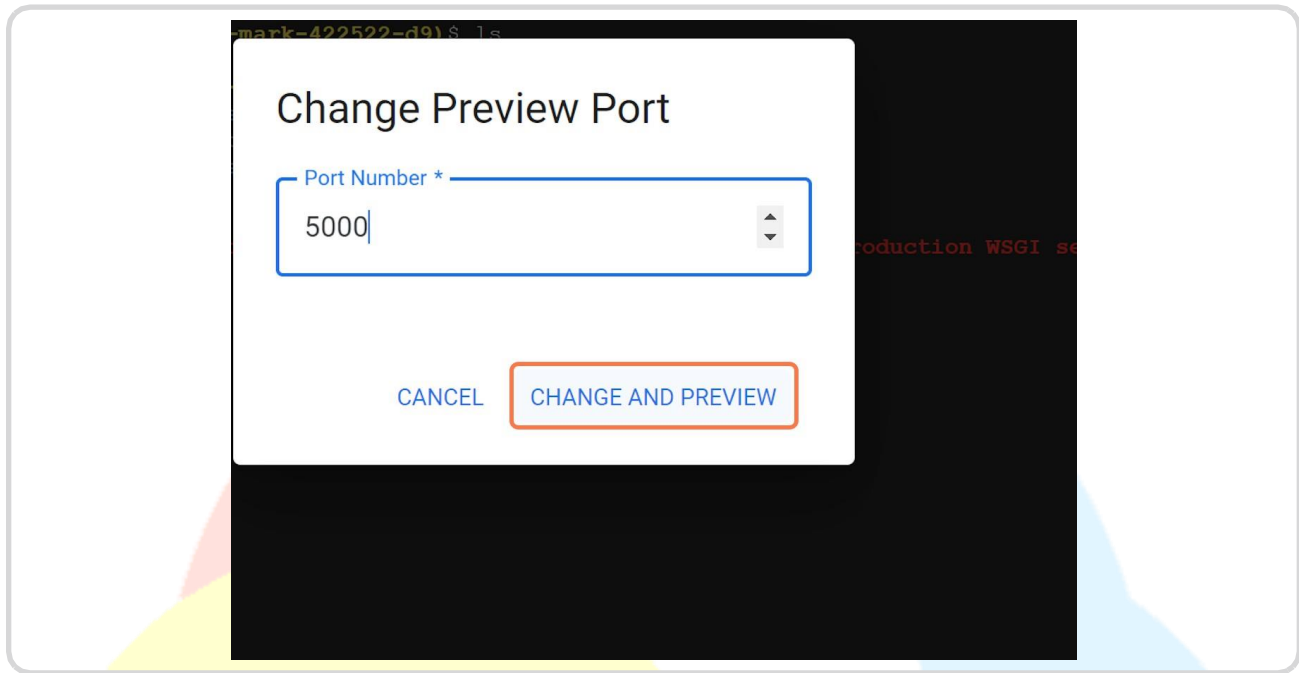 -mark-422522-d9)$ ls
Change Preview Port
Port Number *
5000
roduction WSGI se
CANCEL
CHANGE AND PREVIEW